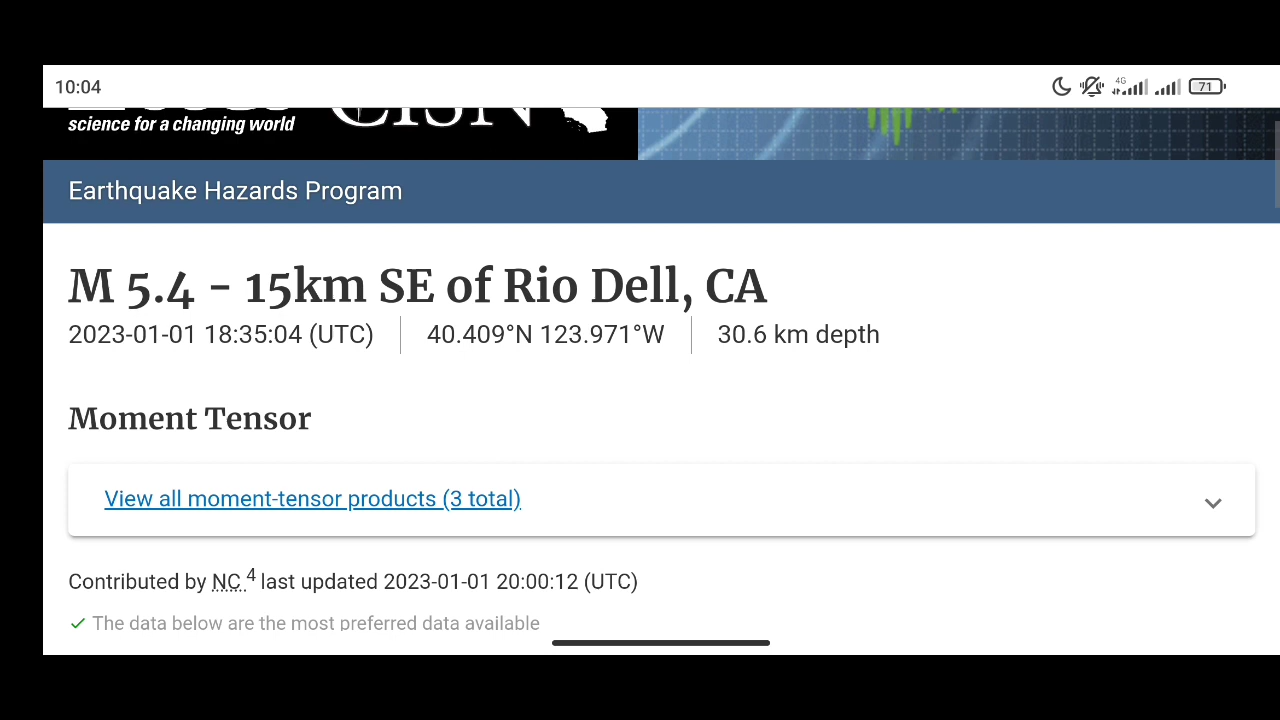 10:04
4G
71
science for a changing world
Earthquake Hazards Program
M 5.4 - 15km SE of Rio Dell, CA
2023-01-01 18:35:04 (UTC) 40.409°N 123.971°W 30.6 km depth
Moment Tensor
View all moment-tensor products (3 total)
Contributed by NC 4 last updated 2023-01-01 20:00:12 (UTC)
The data below are the most preferred data available